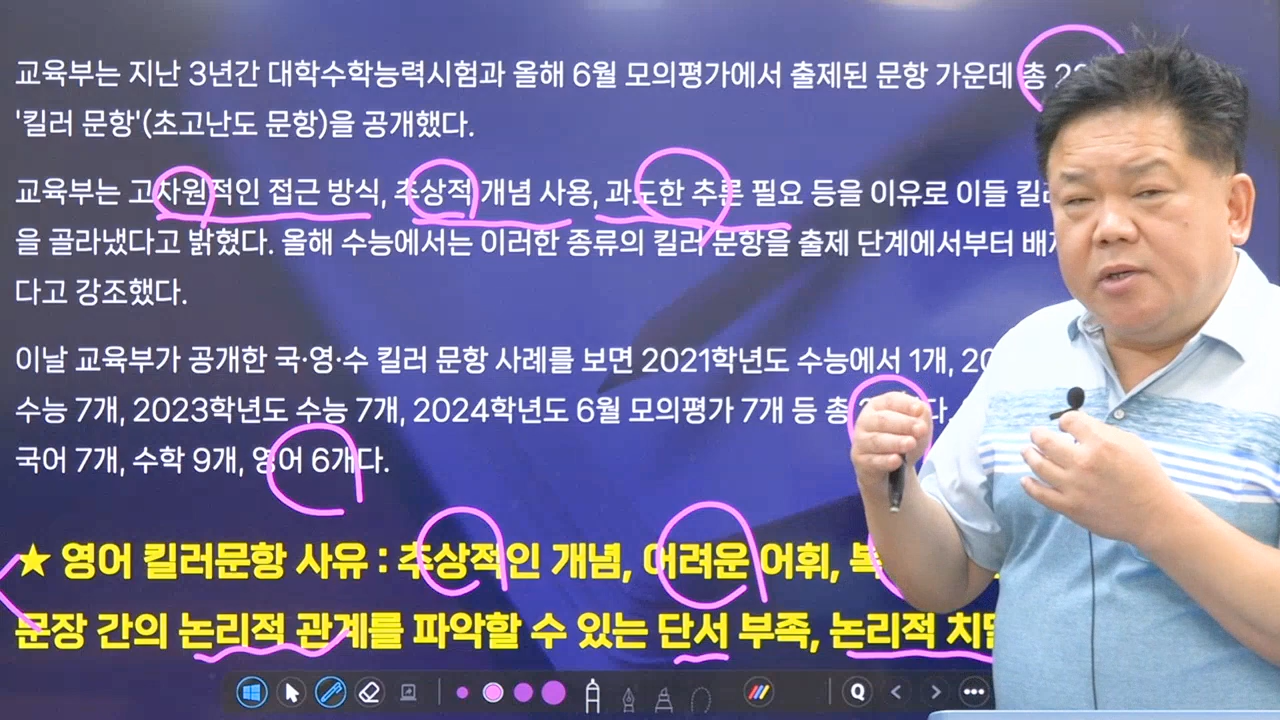 교육부는 지난 3년간 대학수학능력시험과 올해 6월 모의평가에서 출제된 문항 가운데 총
'킬러 문항'(초고난도 문항)을 공개했다.
교육부는 고차원적인 접근 방식, 추상적 개념 사용, 과도한 추론 필요 등을 이유로 이들
을 골라냈다고 밝혔다. 올해 수능에서는 이러한 종류의 킬러 문항을 출제 단계에서부터
다고 강조했다.
이날 교육부가 공개한 국·영·수 킬러 문항 사례를 보면 2021학년도 수능에서 1개,
수능 7개, 2023학년도 수능 7개, 2024학년도 6월 모의평가 7개 등 총
국어 7개, 수학 9개, 영어 6개다.
★ 영어 킬러문항 사유 : 추상적인 개념, 어려운 어휘,
문장 간의 논리적 관계를 파악할 수 있는 단서 부족, 논리적